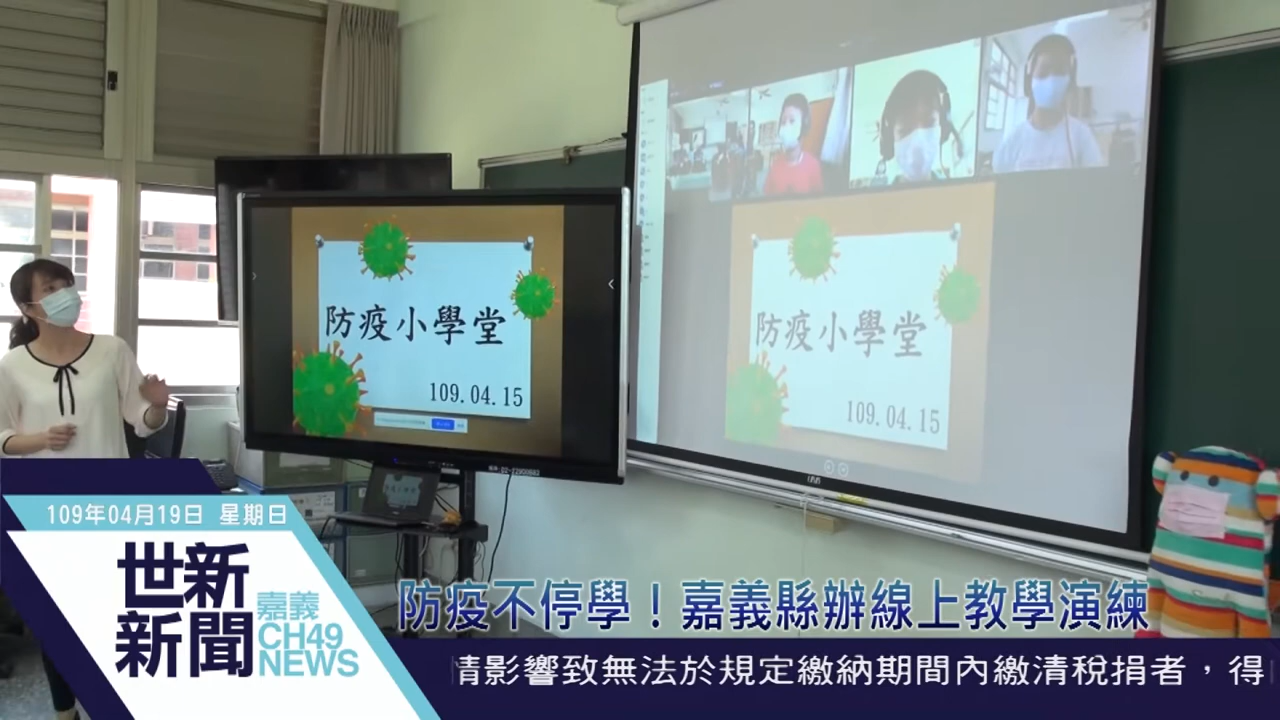 防疫小學堂
109.04.15
防疫小學堂
109.04.15
109年04月19日 星期日
世新
新聞
嘉義
CH49
NEWS
防疫不停學！嘉義縣辦線上教學演練
情影響致無法於規定繳納期間內繳清稅捐者，得